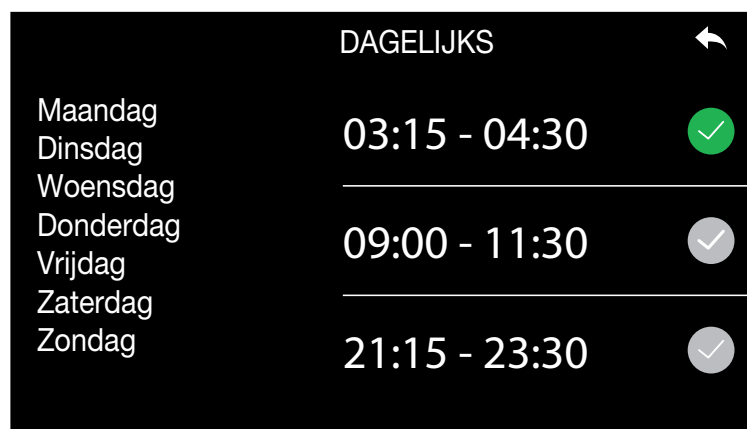 DAGELIJKS
Maandag
Dinsdag
Woensdag
Donderdag
Vrijdag
Zaterdag
Zondag
03:15 - 04:30
09:00 - 11:30
21:15 - 23:30